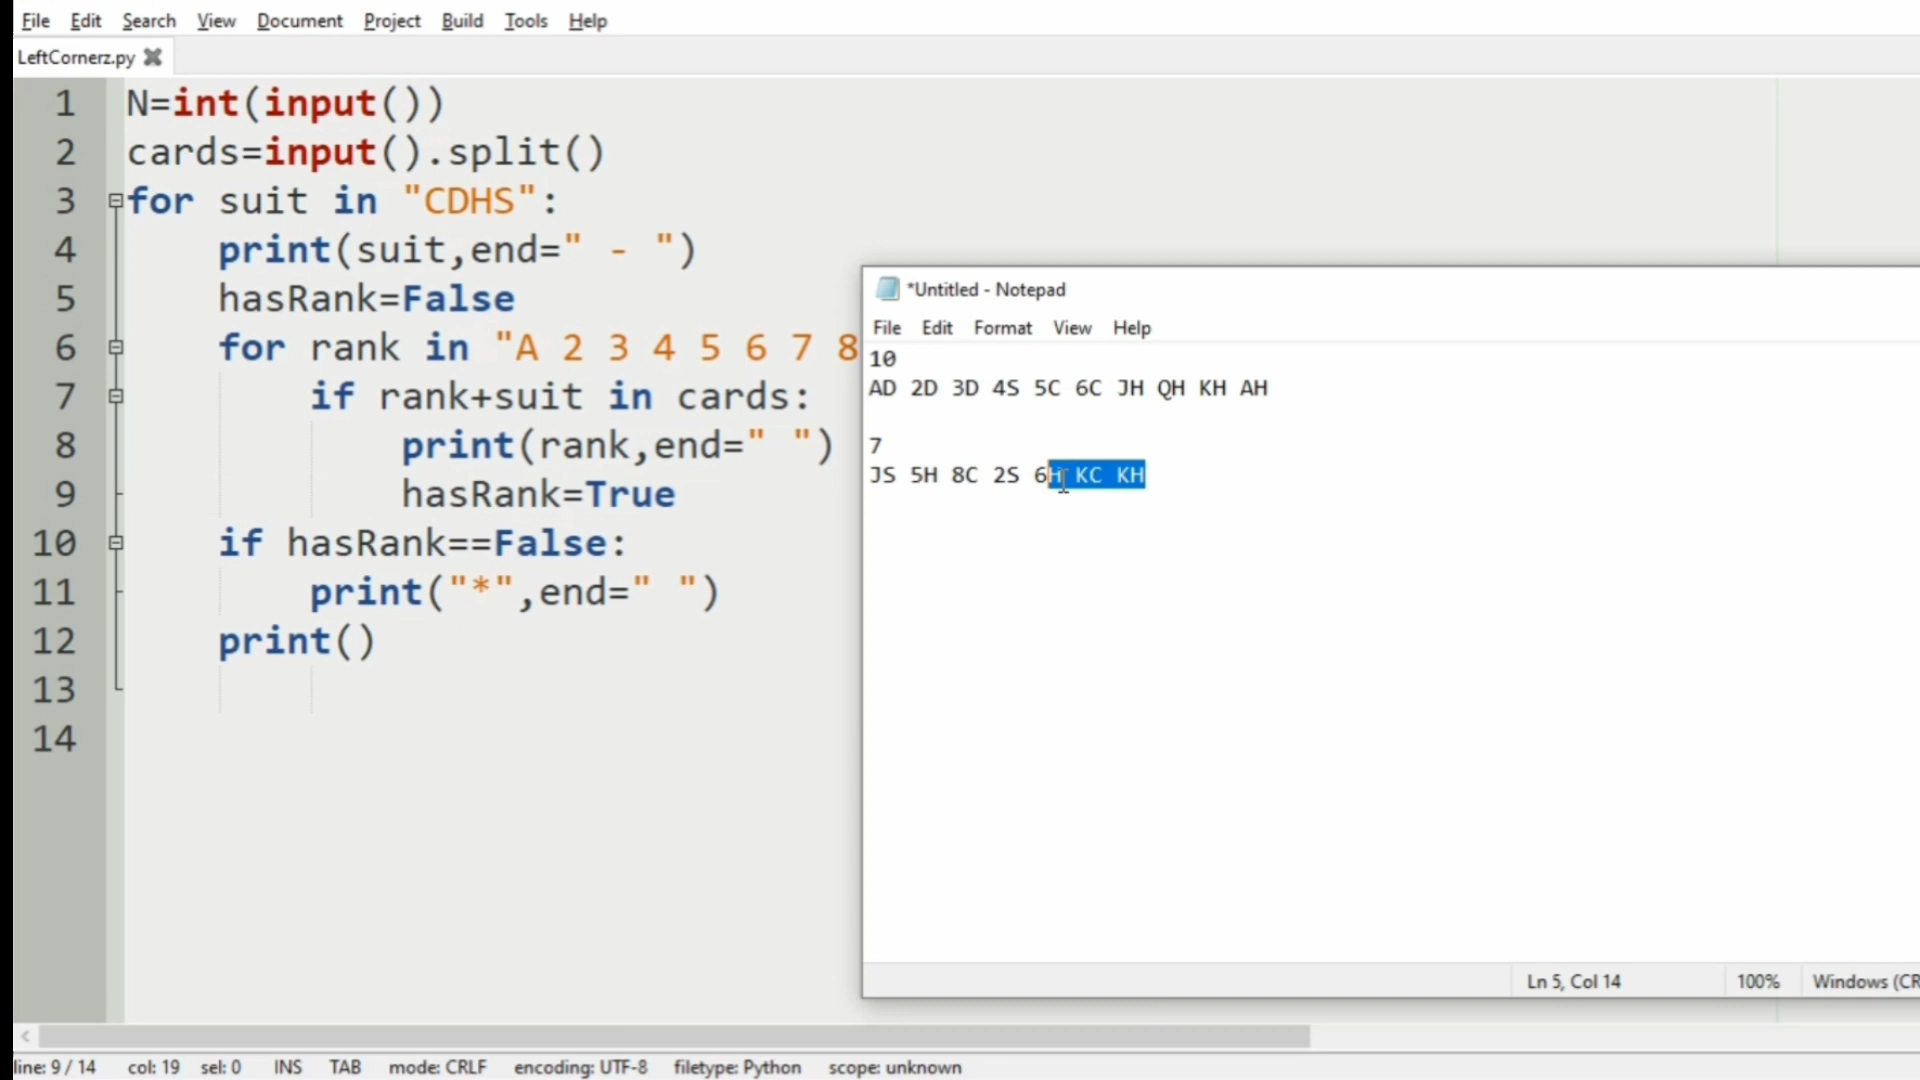 File Edit Search View Document Project Build Tools Help
LeftCornerz.py
1 N=int(input())
2 cards=input().split()
3 for suit in "CDHS":
4 print(suit,end=" - ")
5 hasRank=False
6 for rank in "A 2 3 4 5 6 7 8
7 if rank+suit in cards:
8 print(rank,end=" ")
9 hasRank=True
10 if hasRank==False:
11 print("*",end=" ")
12 print()
13
14
*Untitled - Notepad
File Edit Format View Help
10
AD 2D 3D 4S 5C 6C JH QH KH AH
7
JS 5H 8C 2S 6H KC KH
Ln 5, Col 14 100% Windows (CR
line: 9 / 14 col: 19 sel: 0 INS TAB mode: CRLF encoding: UTF-8 filetype: Python scope: unknown